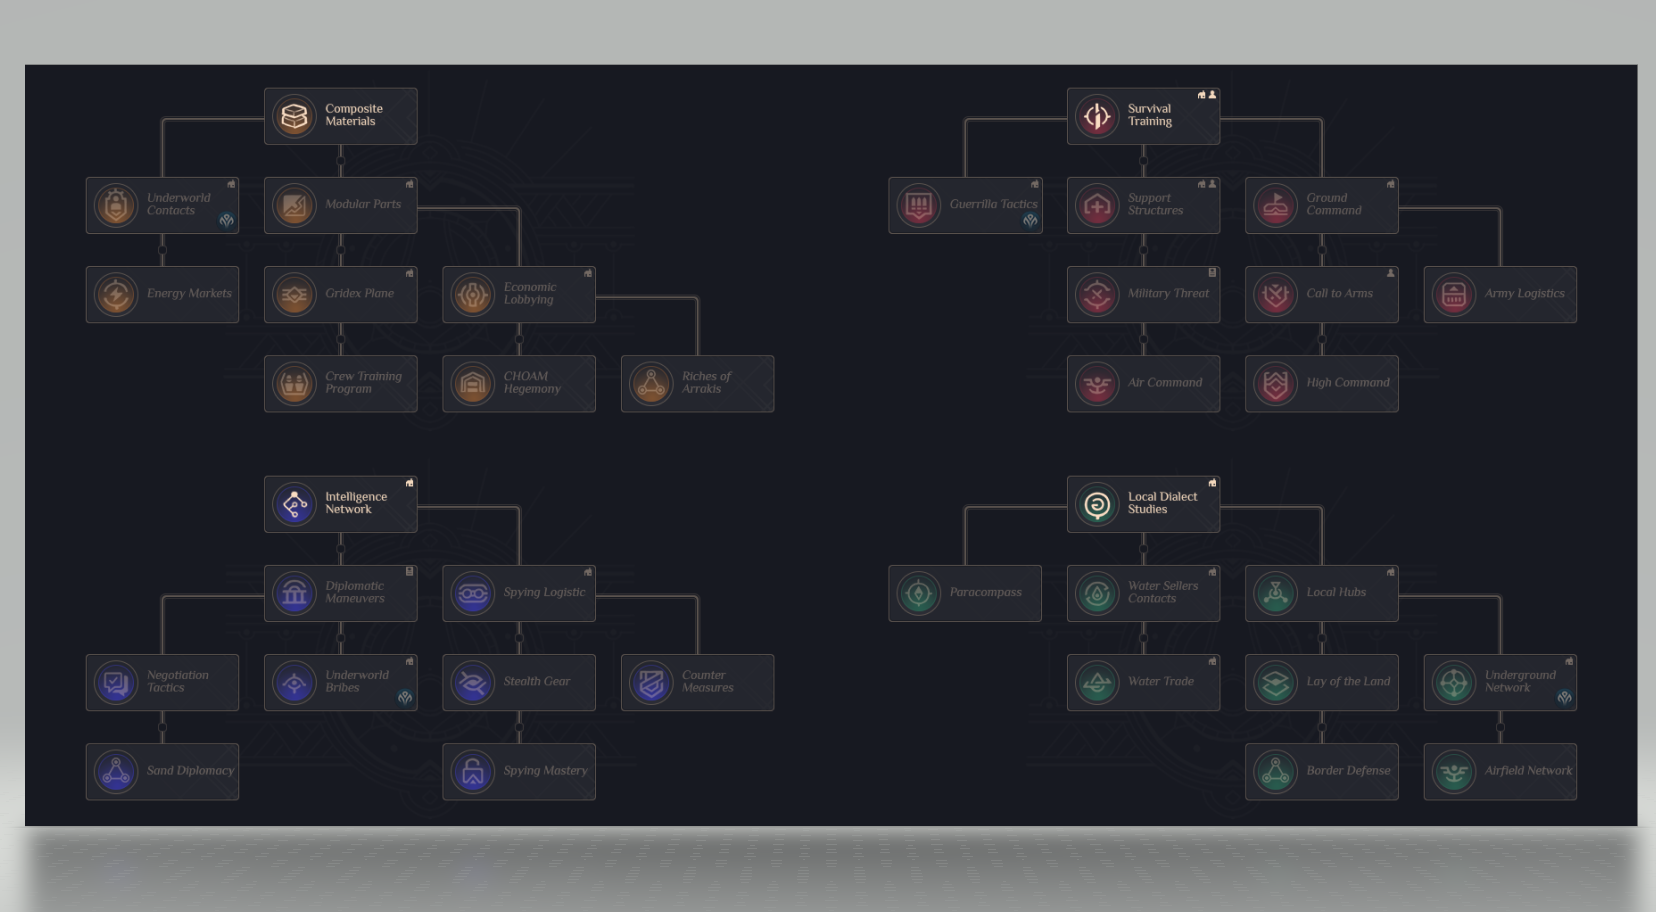 Composite
Materials
Underworld
Contacts
Modular Parts
Energy Markets
Gridex Plane
Economic
Lobbying
Crew Training
Program
CHOAM
Hegemony
Riches of
Arrakis
Survival
Training
Guerrilla Tactics
Support
Structures
Ground
Command
Military Threat
Call to Arms
Army Logistics
Air Command
High Command
Intelligence
Network
Diplomatic
Maneuvers
Spying Logistic
Negotiation
Tactics
Underworld
Bribes
Stealth Gear
Counter
Measures
Sand Diplomacy
Spying Mastery
Local Dialect
Studies
Paracompass
Water Sellers
Contacts
Local Hubs
Water Trade
Lay of the Land
Underground
Network
Border Defense
Airfield Network